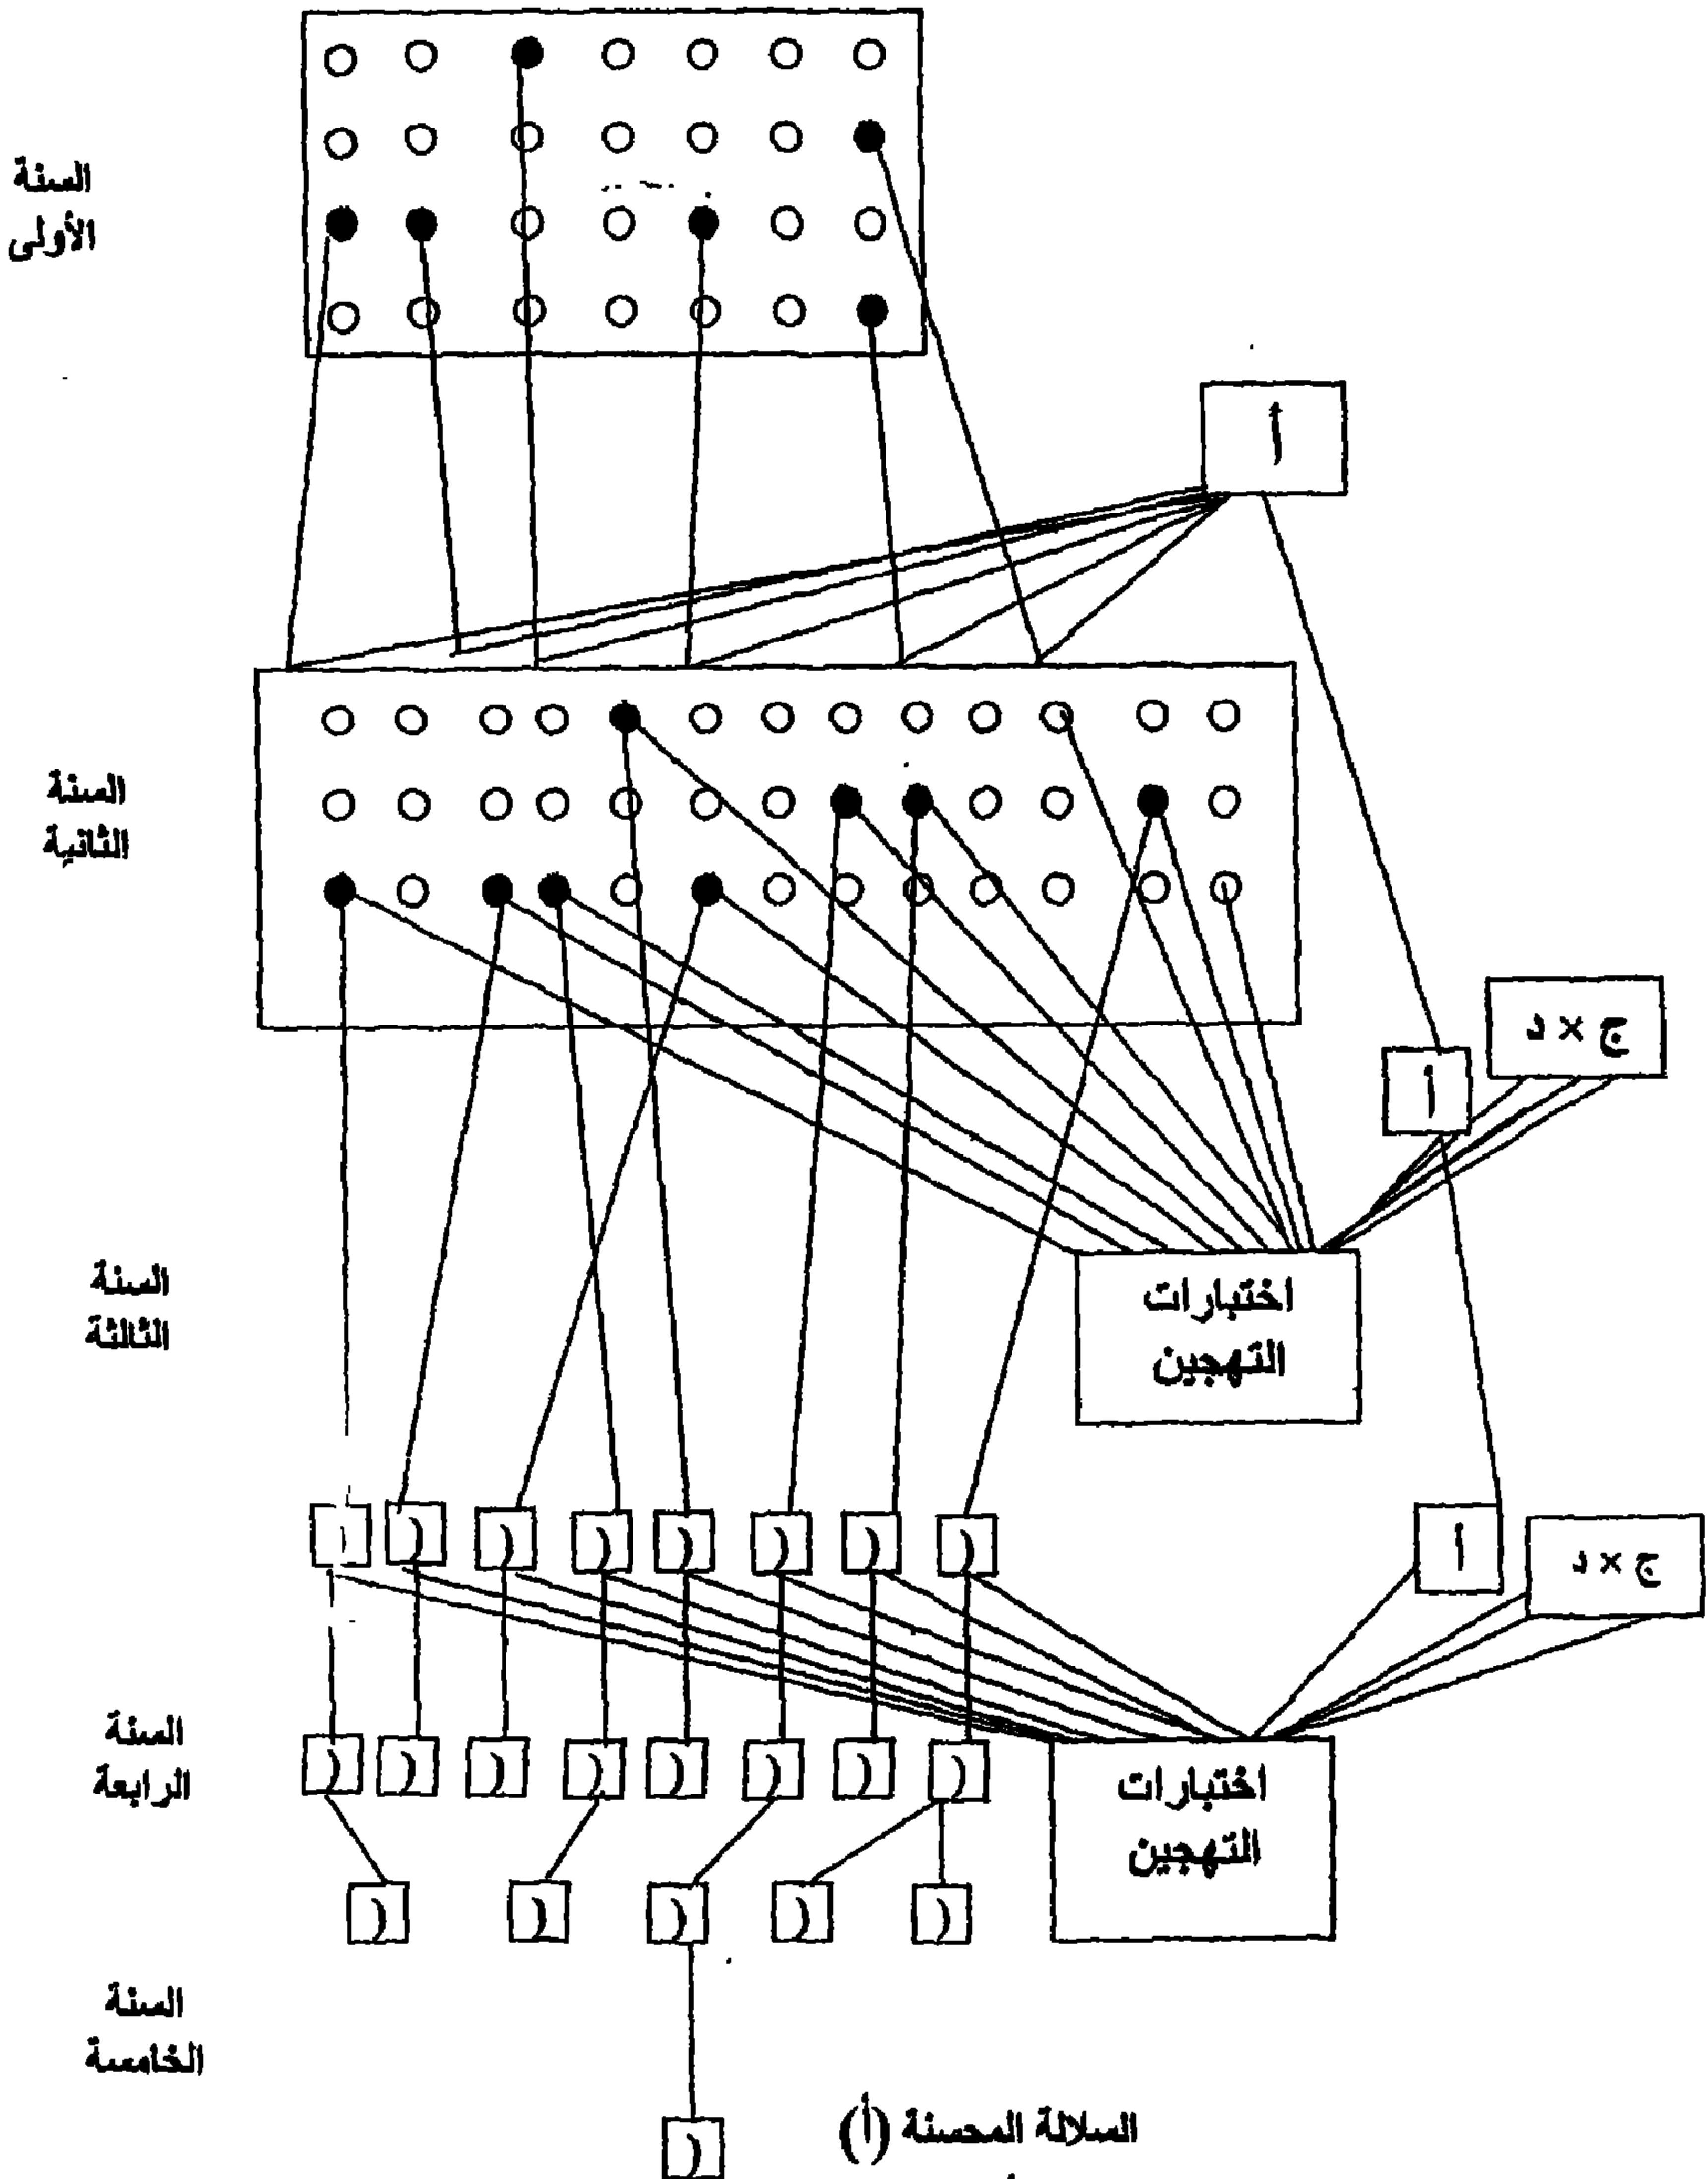 السنة
الأولى
أ
السنة
الثانية
ج × د
أ
السنة
الثالثة
اختبارات
التهجين
(
(
(
(
(
(
(
(
أ
ج × د
السنة
الرابعة
(
(
(
(
(
(
(
(
اختبارات
التهجين
(
(
(
(
(
السنة
الخامسة
السلالة المحسنة (أ)
(